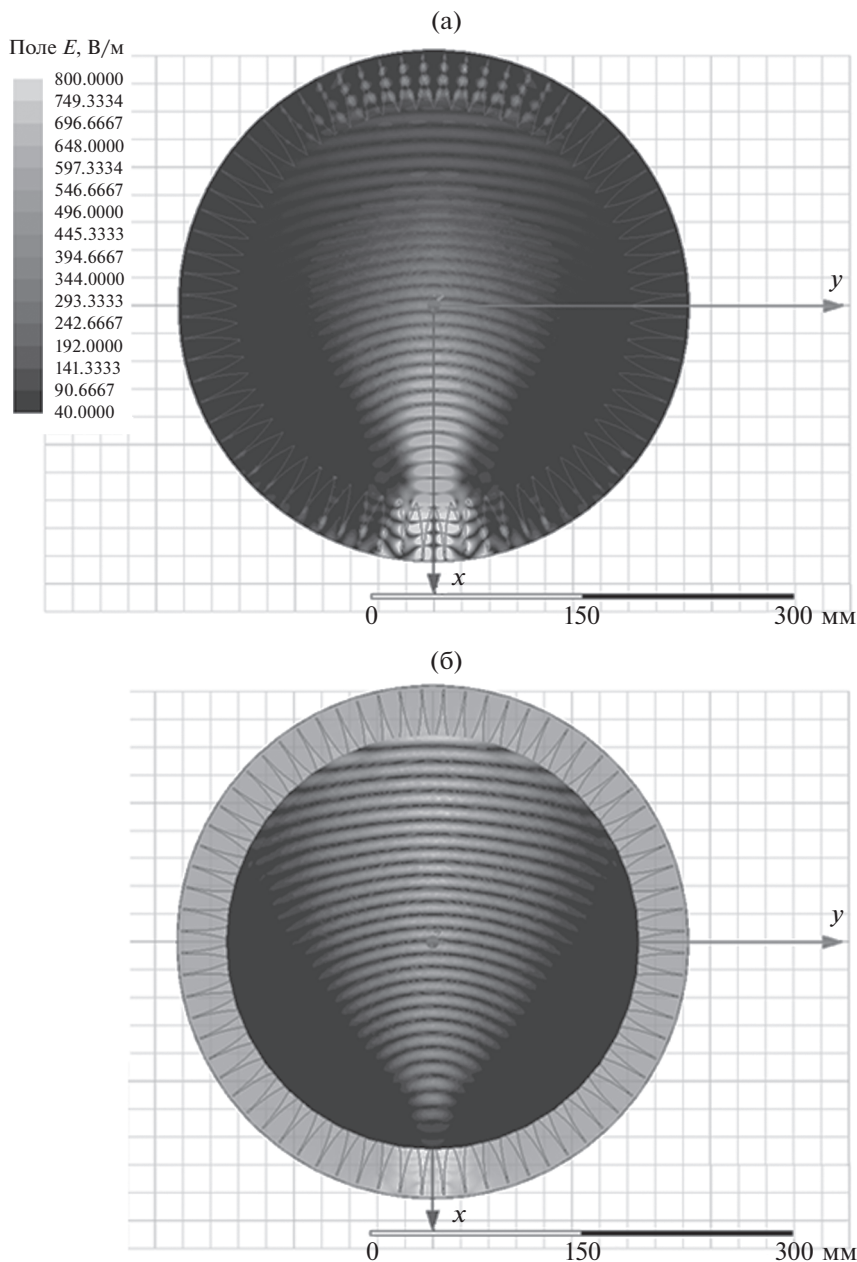 (а)
Поле E, В/м
800.0000
749.3334
696.6667
648.0000
597.3334
546.6667
496.0000
445.3333
394.6667
344.0000
293.3333
242.6667
192.0000
141.3333
90.6667
40.0000
y
x
0 150 300 мм
(б)
y
x
0 150 300 мм